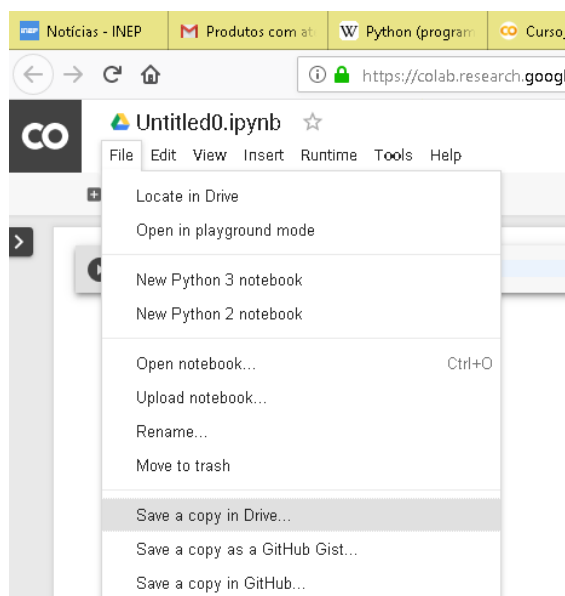 INEP Notícias - INEP M Produtos com at W Python (program CO Curso_
https://colab.research.goog
CO Untitled0.ipynb
File Edit View Insert Runtime Tools Help
Locate in Drive
Open in playground mode
New Python 3 notebook
New Python 2 notebook
Open notebook... Ctrl+O
Upload notebook...
Rename...
Move to trash
Save a copy in Drive...
Save a copy as a GitHub Gist...
Save a copy in GitHub...